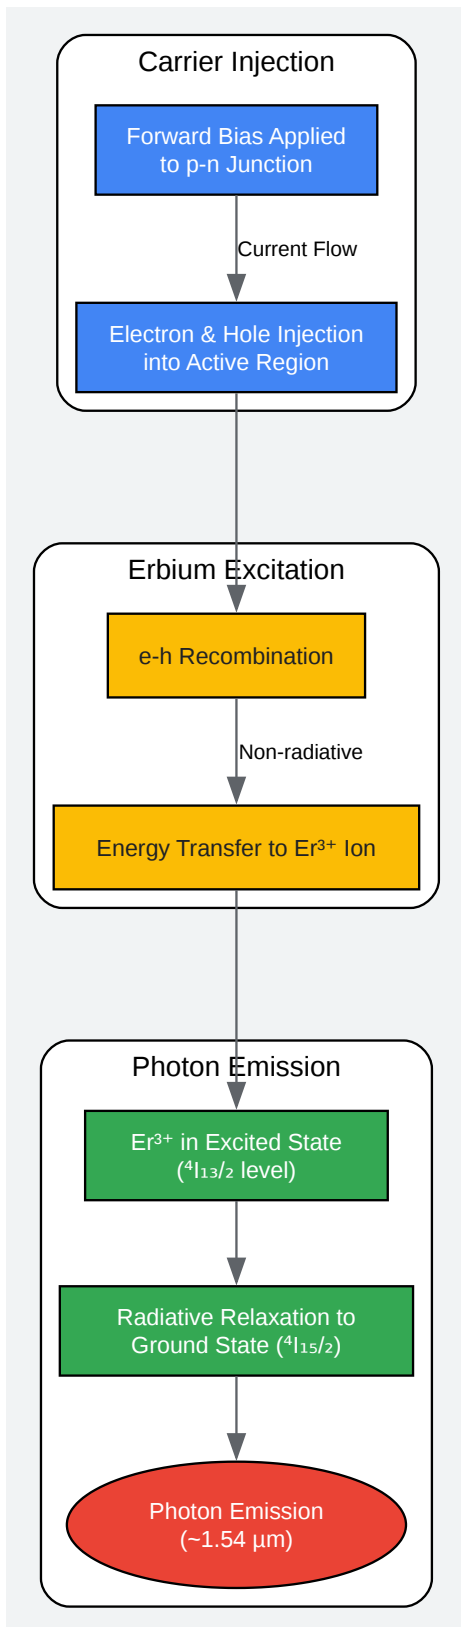 Carrier Injection
Forward Bias Applied
to p-n Junction
Current Flow
Electron & Hole Injection
into Active Region
Erbium Excitation
e-h Recombination
Non-radiative
Energy Transfer to Er³⁺ Ion
Photon Emission
Er³⁺ in Excited State
(⁴I₁₃/₂ level)
Radiative Relaxation to
Ground State (⁴I₁₅/₂)
Photon Emission
(~1.54 µm)